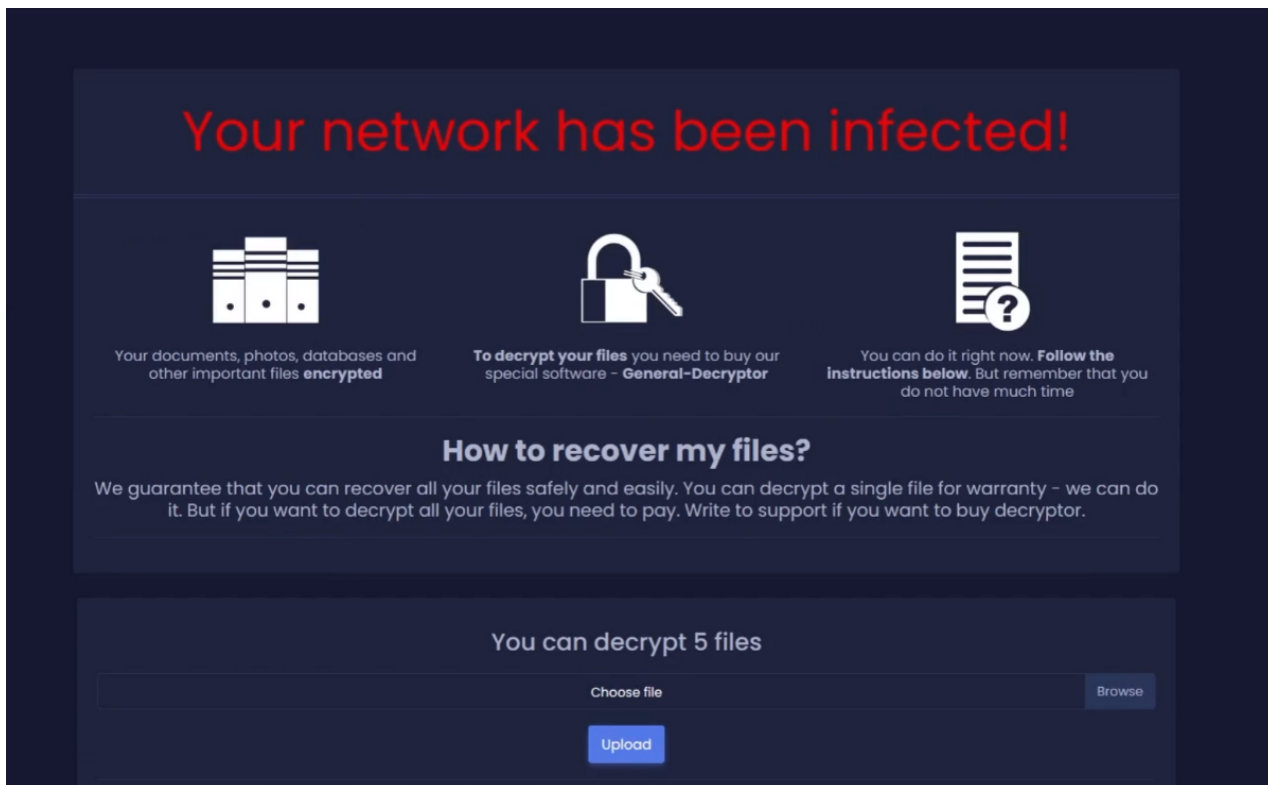 Your network has been infected!
Your documents, photos, databases and
other important files encrypted
To decrypt your files you need to buy our
special software - General-Decryptor
You can do it right now. Follow the
instructions below. But remember that you
do not have much time
How to recover my files?
We guarantee that you can recover all your files safely and easily. You can decrypt a single file for warranty - we can do
it. But if you want to decrypt all your files, you need to pay. Write to support if you want to buy decryptor.
You can decrypt 5 files
Choose file
Browse
Upload